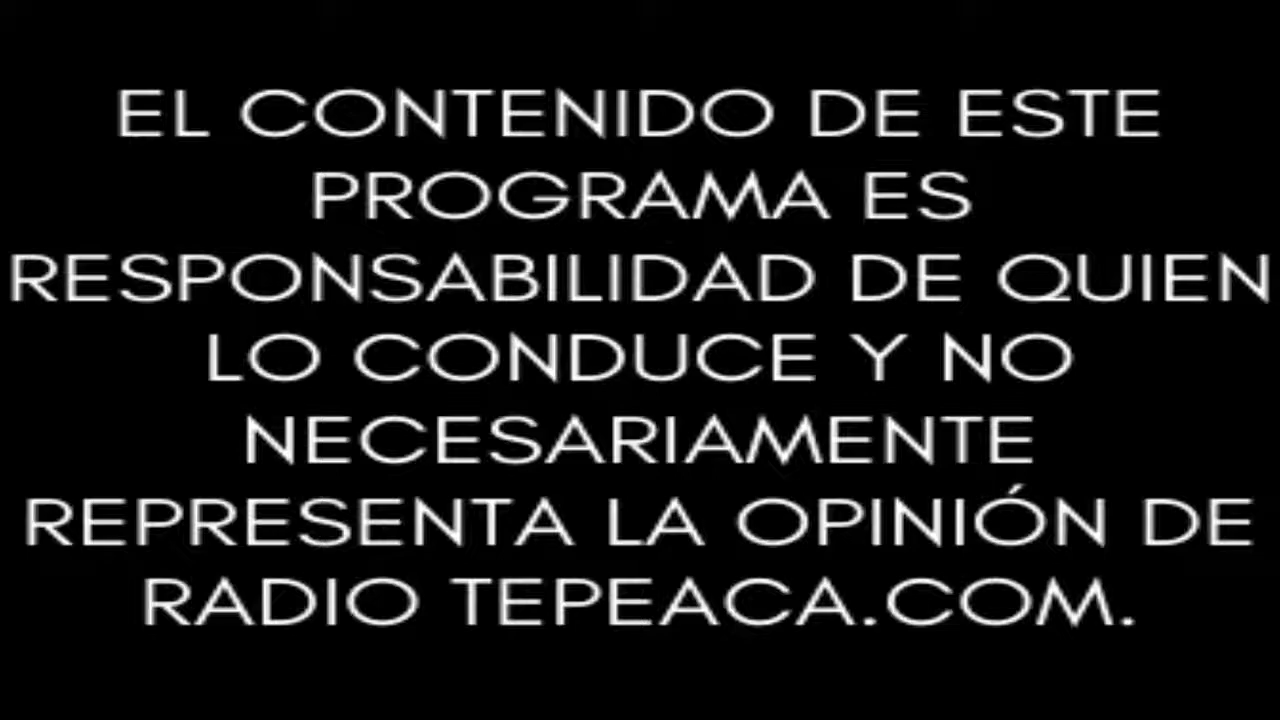 EL CONTENIDO DE ESTE
PROGRAMA ES
RESPONSABILIDAD DE QUIEN
LO CONDUCE Y NO
NECESARIAMENTE
REPRESENTA LA OPINIÓN DE
RADIO TEPEACA.COM.